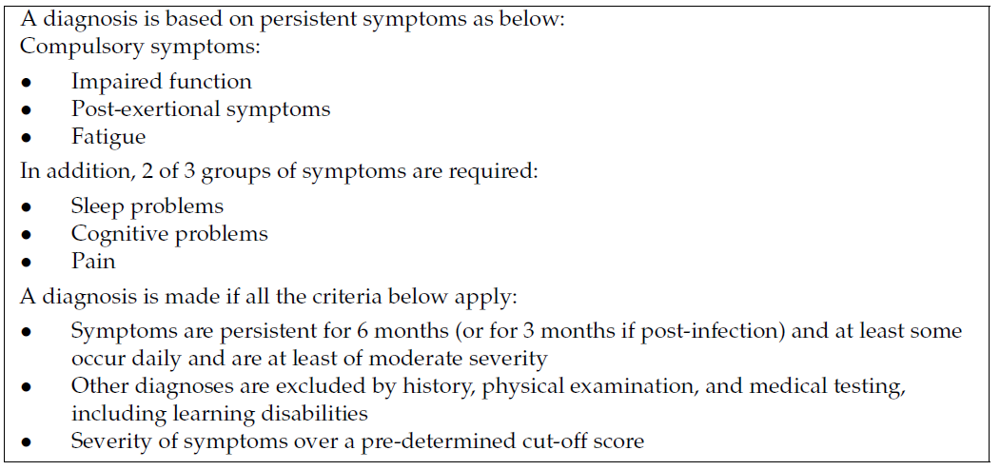 A diagnosis is based on persistent symptoms as below:
Compulsory symptoms:
● Impaired function
● Post-exertional symptoms
● Fatigue
In addition, 2 of 3 groups of symptoms are required:
● Sleep problems
● Cognitive problems
● Pain
A diagnosis is made if all the criteria below apply:
● Symptoms are persistent for 6 months (or for 3 months if post-infection) and at least some
occur daily and are at least of moderate severity
● Other diagnoses are excluded by history, physical examination, and medical testing,
including learning disabilities
● Severity of symptoms over a pre-determined cut-off score